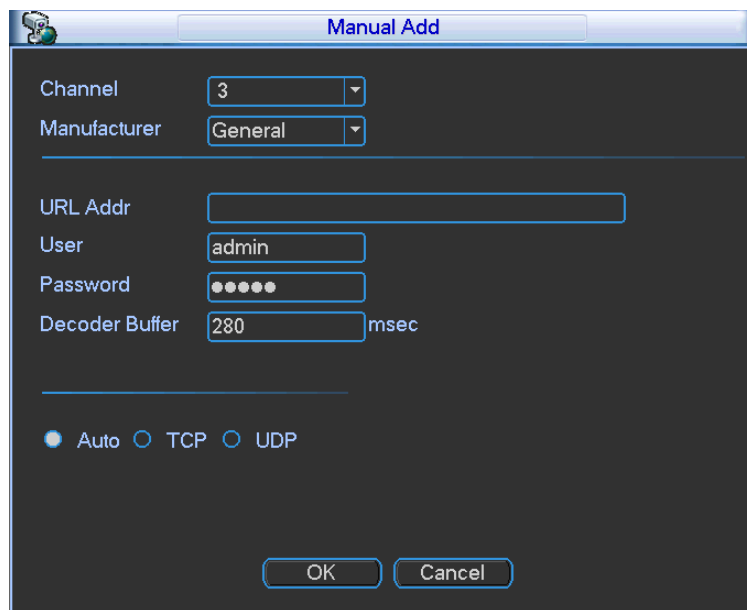 Manual Add
Channel 3
Manufacturer General
URL Addr
User admin
Password ●●●●●
Decoder Buffer 280 msec
Auto TCP UDP
OK Cancel